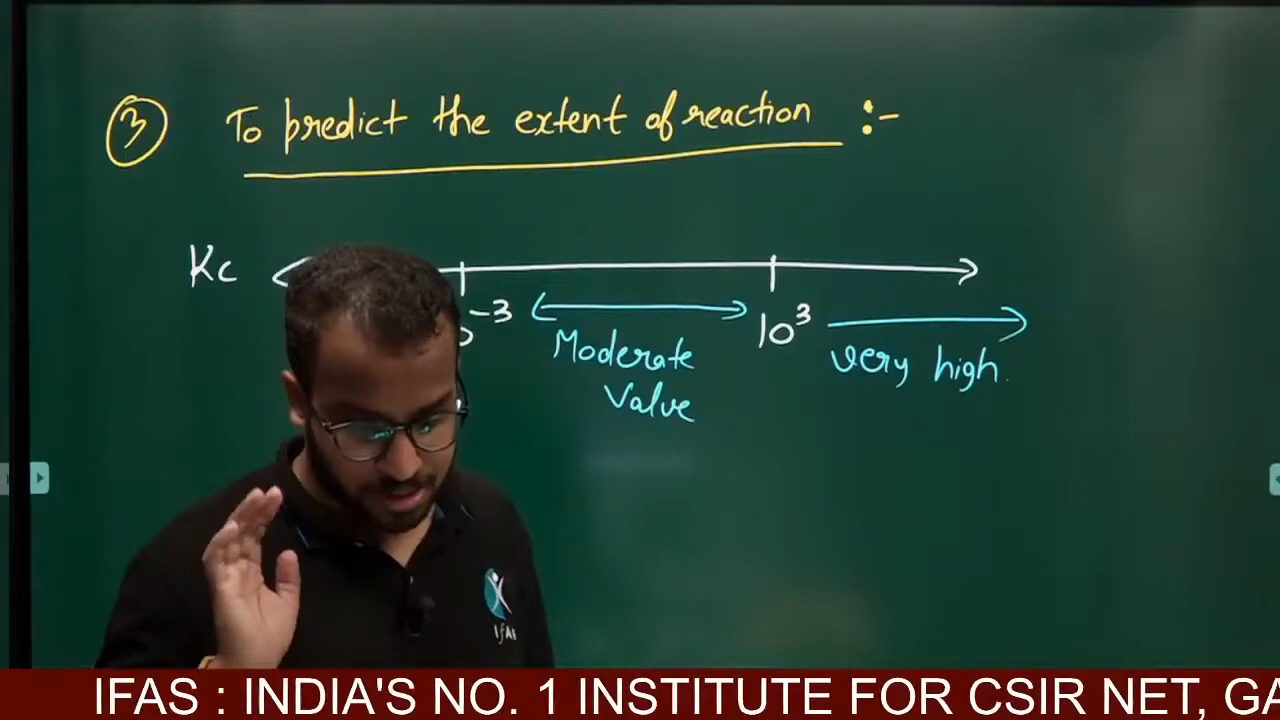 3 To predict the extent of reaction :-
Kc
-3
10³
Moderate
Value
very high.
IfAS
IFAS : INDIA'S NO. 1 INSTITUTE FOR CSIR NET, GA